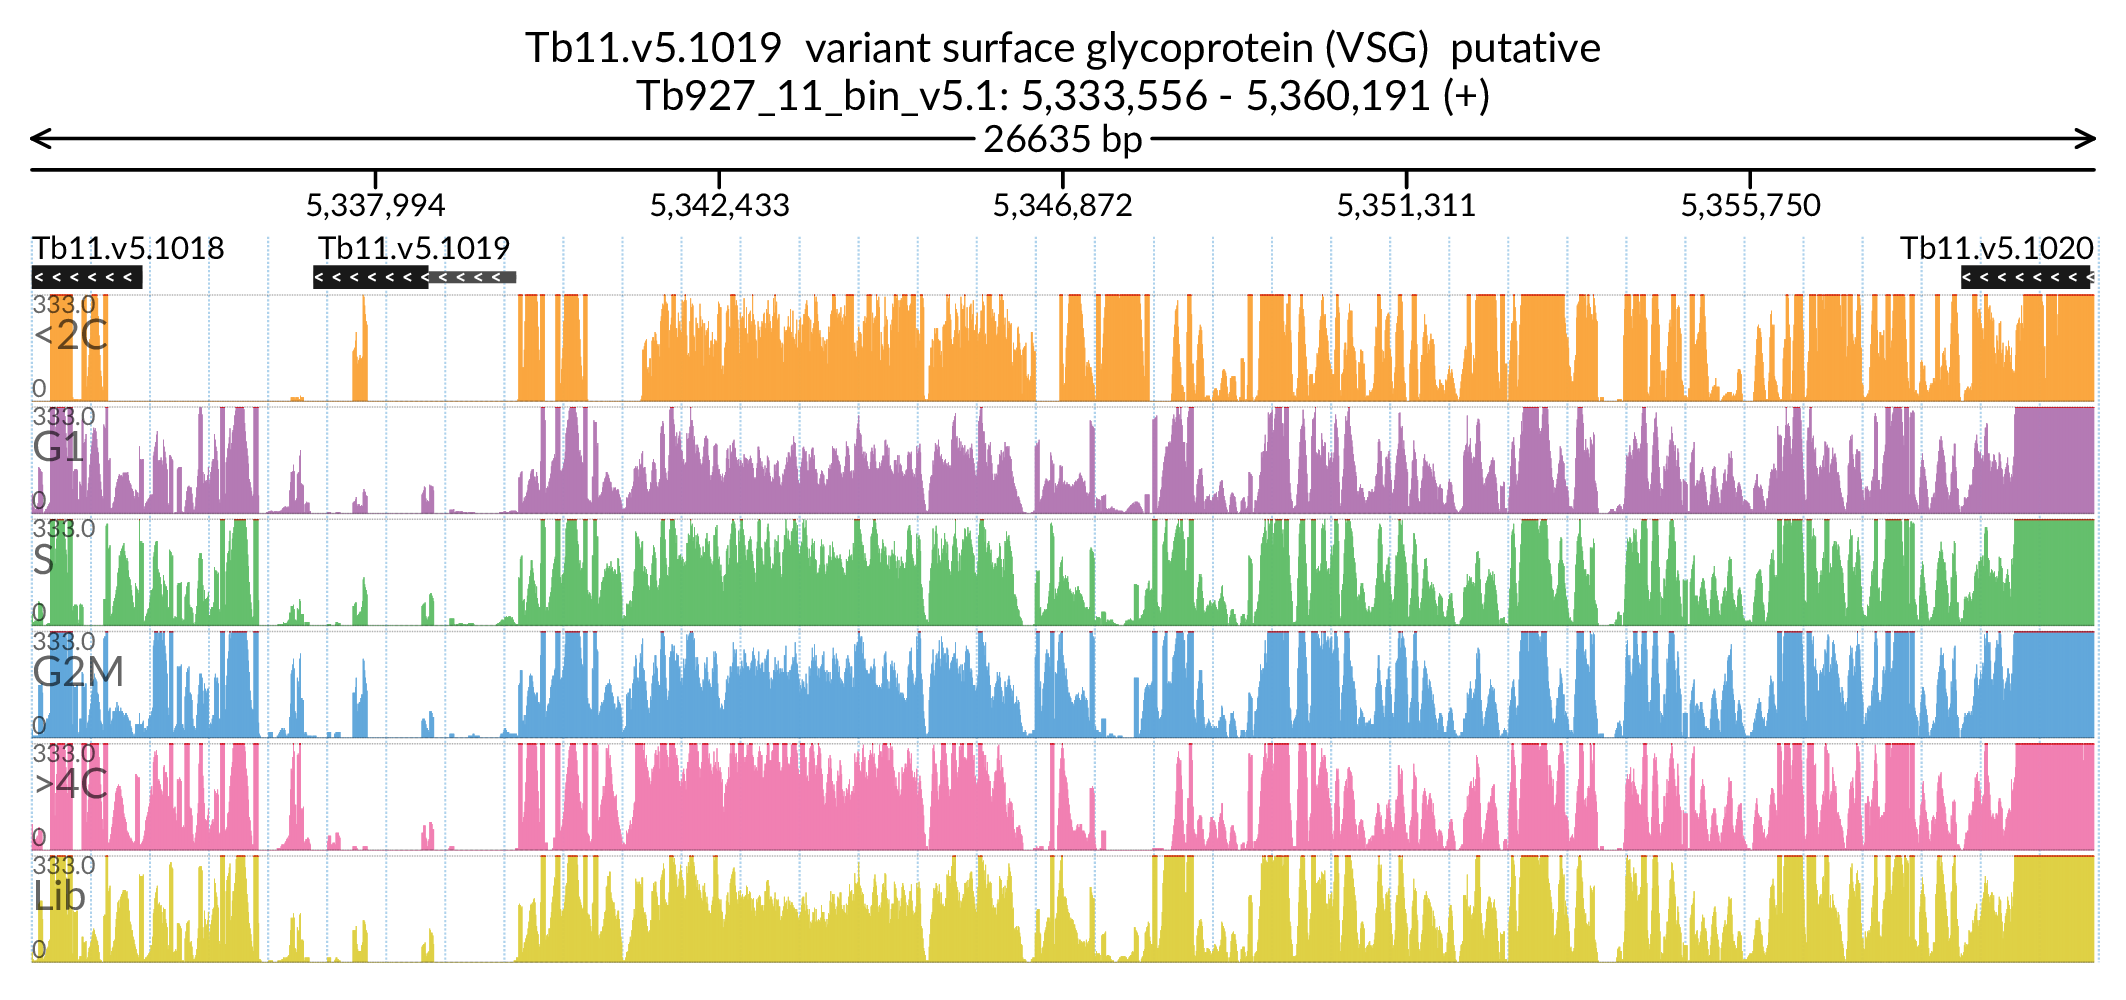 Tb11.v5.1019 variant surface glycoprotein (VSG) putative
Tb927_11_bin_v5.1: 5,333,556 - 5,360,191 (+)
26635 bp
5,337,994 5,342,433 5,346,872 5,351,311 5,355,750
Tb11.v5.1018 Tb11.v5.1019 Tb11.v5.1020
333.0
<2C
0
333.0
G1
0
333.0
S
0
333.0
G2M
0
333.0
>4C
0
333.0
Lib
0